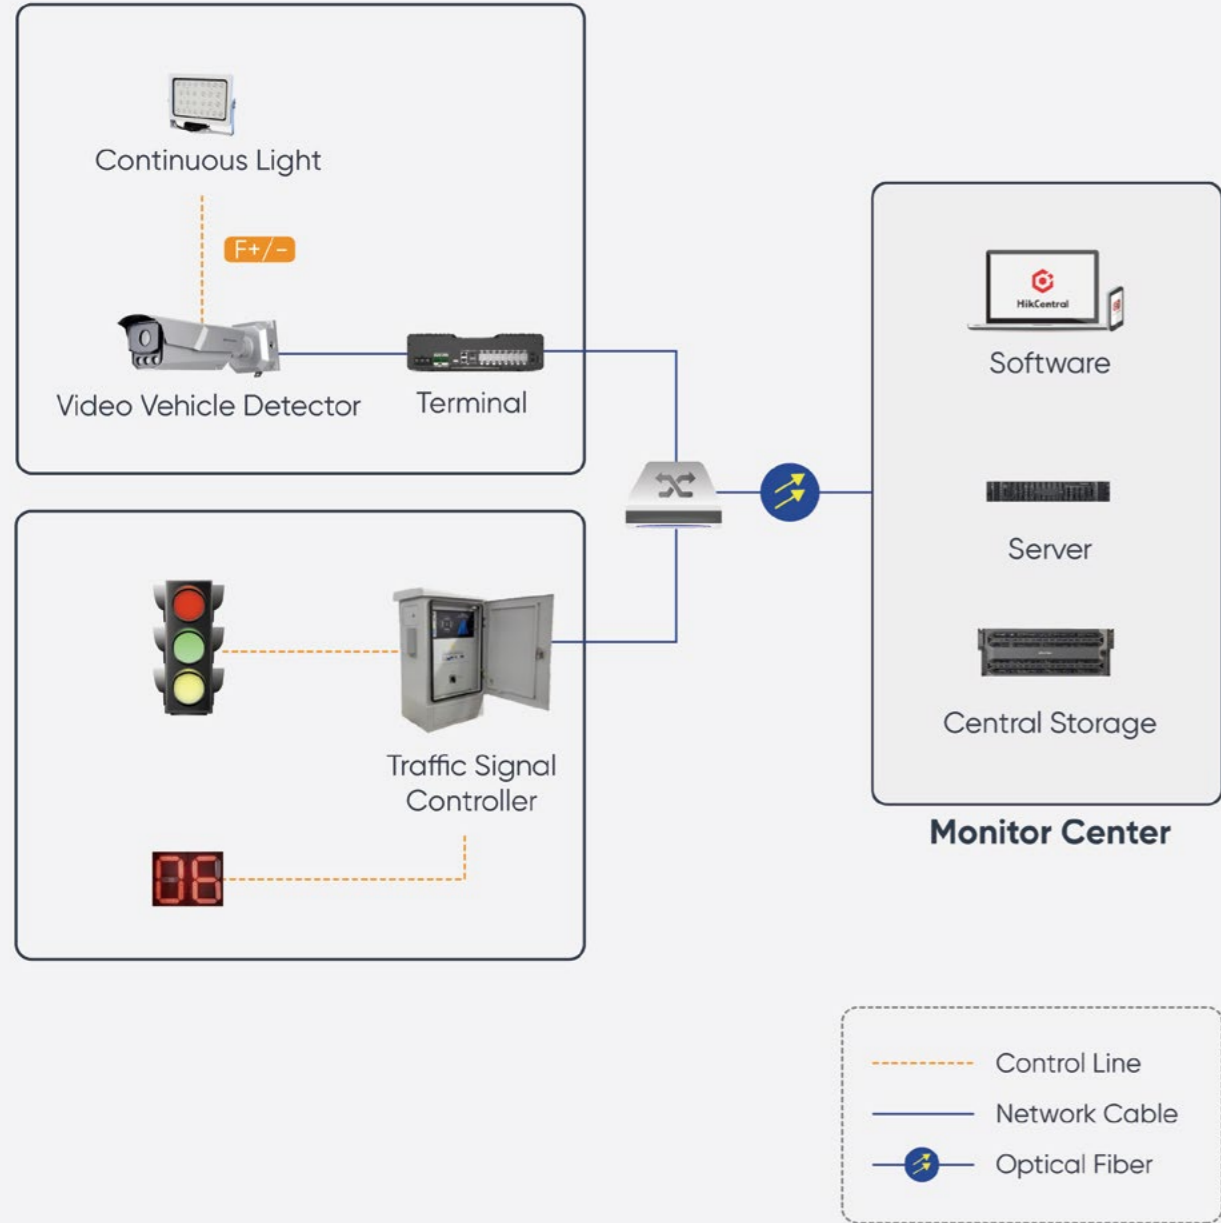 Continuous Light
F+/-
Video Vehicle Detector
Terminal
HikCentral
Software
Server
Central Storage
Monitor Center
Traffic Signal
Controller
06
Control Line
Network Cable
Optical Fiber